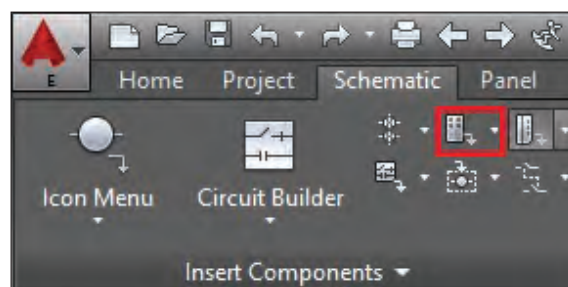 E
Home Project Schematic Panel
Icon Menu Circuit Builder
Insert Components